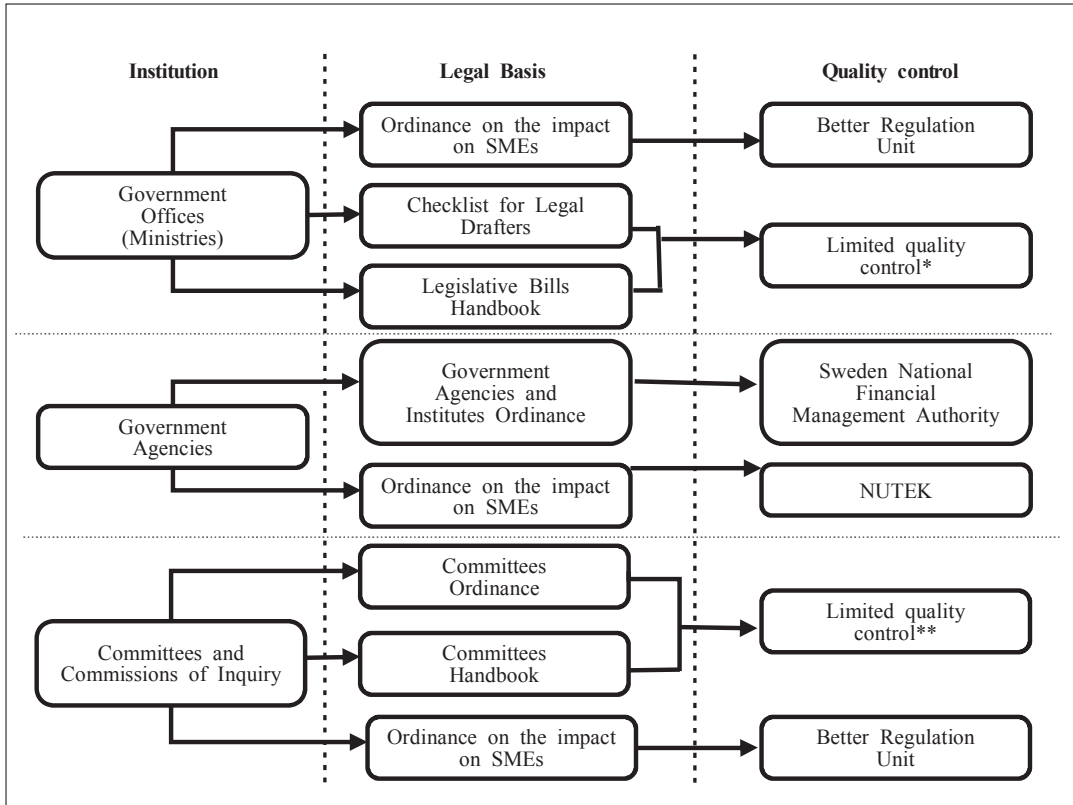 Institution
Legal Basis
Quality control
Government
Offices
(Ministries)
Ordinance on the impact
on SMEs
Better Regulation
Unit
Checklist for Legal
Drafters
Legislative Bills
Handbook
Limited quality
control*
Government
Agencies
Government
Agencies and
Institutes Ordinance
Sweden National
Financial
Management Authority
Ordinance on the impact
on SMEs
NUTEK
Committees and
Commissions of Inquiry
Committees
Ordinance
Committees
Handbook
Limited quality
control**
Ordinance on the impact
on SMEs
Better Regulation
Unit